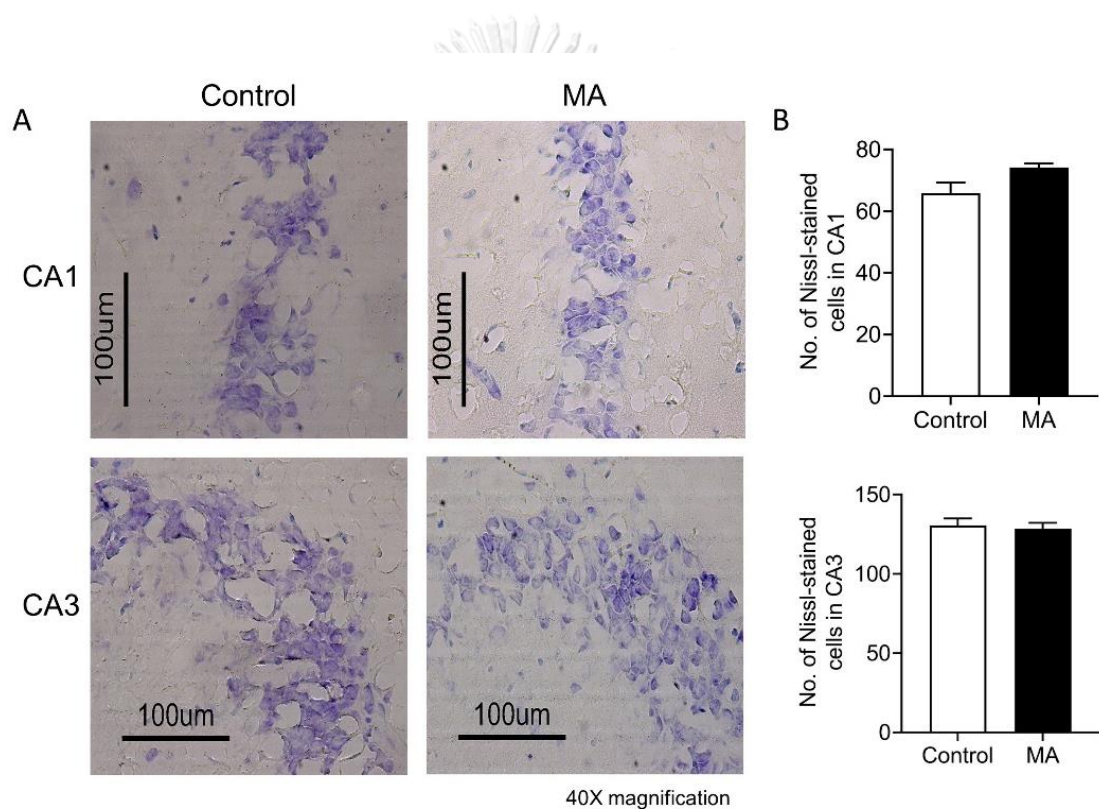 Control
MA
A
B
CA1
100um
100um
CA3
100um
100um
40X magnification
No. of Nissl-stained
cells in CA1
80
60
40
20
0
Control
MA
No. of Nissl-stained
cells in CA3
150
100
50
0
Control
MA